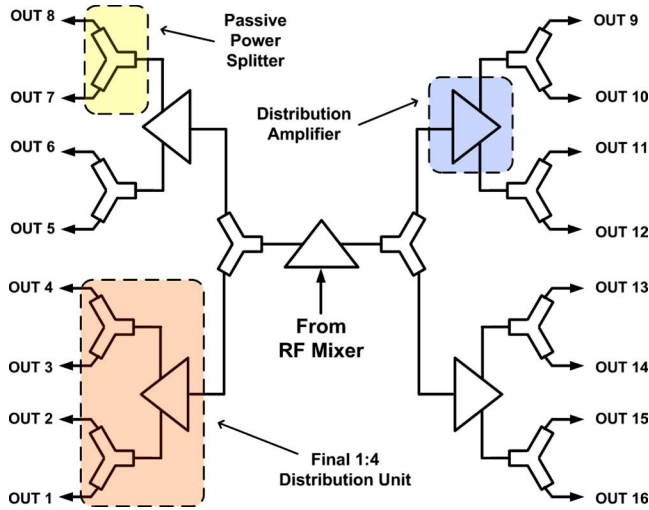 OUT 8
Passive
Power
Splitter
OUT 9
OUT 7
Distribution
Amplifier
OUT 10
OUT 6
OUT 11
OUT 5
OUT 12
OUT 4
From
RF Mixer
OUT 13
OUT 3
OUT 14
OUT 2
Final 1:4
Distribution Unit
OUT 15
OUT 1
OUT 16